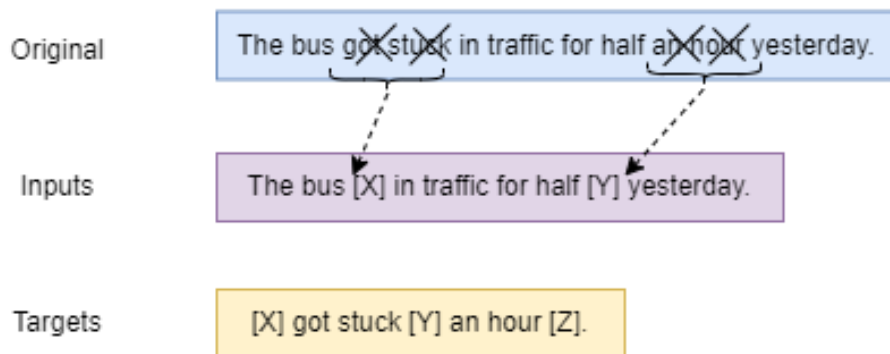 Original
The bus got stuck in traffic for half an hour yesterday.
Inputs
The bus [X] in traffic for half [Y] yesterday.
Targets
[X] got stuck [Y] an hour [Z].